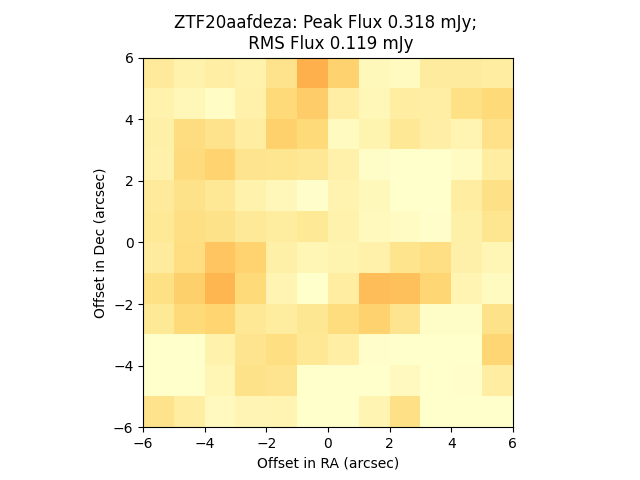 ZTF20aafdeza: Peak Flux 0.318 mJy;
RMS Flux 0.119 mJy
6
4
2
0
−2
−4
−6
Offset in Dec (arcsec)
−6 −4 −2 0 2 4 6
Offset in RA (arcsec)